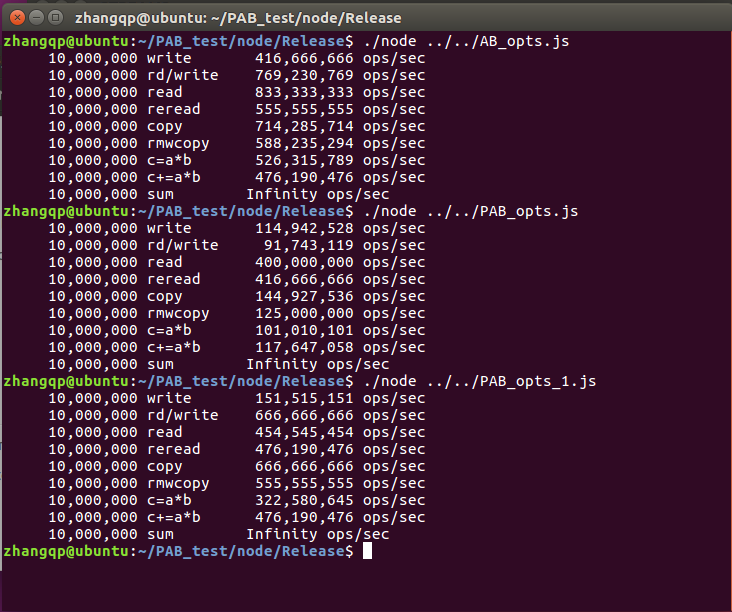 zhangqp@ubuntu: ~/PAB_test/node/Release
zhangqp@ubuntu:~/PAB_test/node/Release$ ./node ../../AB_opts.js
10,000,000 write 416,666,666 ops/sec
10,000,000 rd/write 769,230,769 ops/sec
10,000,000 read 833,333,333 ops/sec
10,000,000 reread 555,555,555 ops/sec
10,000,000 copy 714,285,714 ops/sec
10,000,000 rmwcopy 588,235,294 ops/sec
10,000,000 c=a*b 526,315,789 ops/sec
10,000,000 c+=a*b 476,190,476 ops/sec
10,000,000 sum Infinity ops/sec
zhangqp@ubuntu:~/PAB_test/node/Release$ ./node ../../PAB_opts.js
10,000,000 write 114,942,528 ops/sec
10,000,000 rd/write 91,743,119 ops/sec
10,000,000 read 400,000,000 ops/sec
10,000,000 reread 416,666,666 ops/sec
10,000,000 copy 144,927,536 ops/sec
10,000,000 rmwcopy 125,000,000 ops/sec
10,000,000 c=a*b 101,010,101 ops/sec
10,000,000 c+=a*b 117,647,058 ops/sec
10,000,000 sum Infinity ops/sec
zhangqp@ubuntu:~/PAB_test/node/Release$ ./node ../../PAB_opts_1.js
10,000,000 write 151,515,151 ops/sec
10,000,000 rd/write 666,666,666 ops/sec
10,000,000 read 454,545,454 ops/sec
10,000,000 reread 476,190,476 ops/sec
10,000,000 copy 666,666,666 ops/sec
10,000,000 rmwcopy 555,555,555 ops/sec
10,000,000 c=a*b 322,580,645 ops/sec
10,000,000 c+=a*b 476,190,476 ops/sec
10,000,000 sum Infinity ops/sec
zhangqp@ubuntu:~/PAB_test/node/Release$